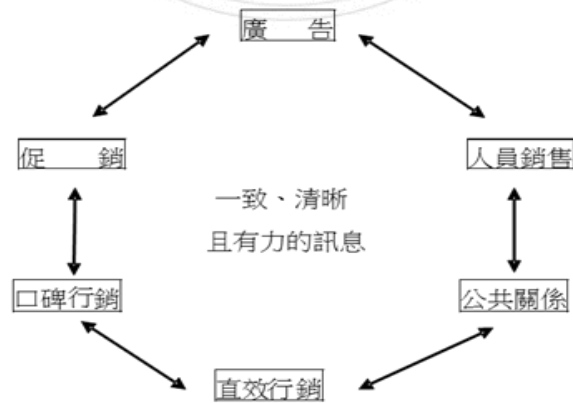 廣　　告
促　　銷
人員銷售
一致、清晰
且有力的訊息
口碑行銷
公共關係
直效行銷